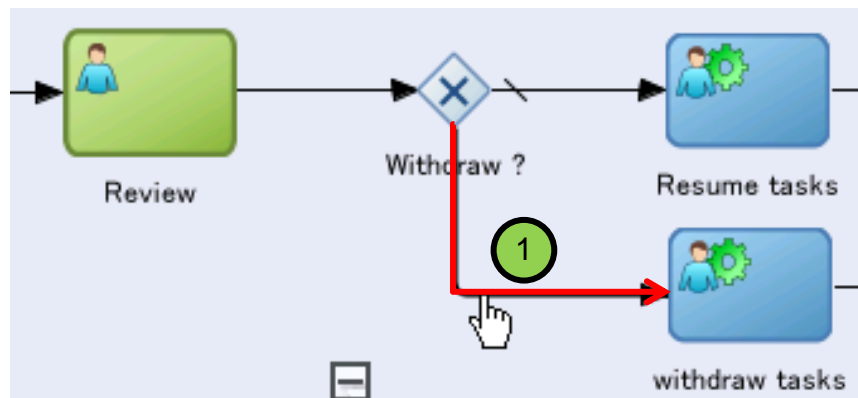 Withdraw ?
Review
Resume tasks
1
withdraw tasks